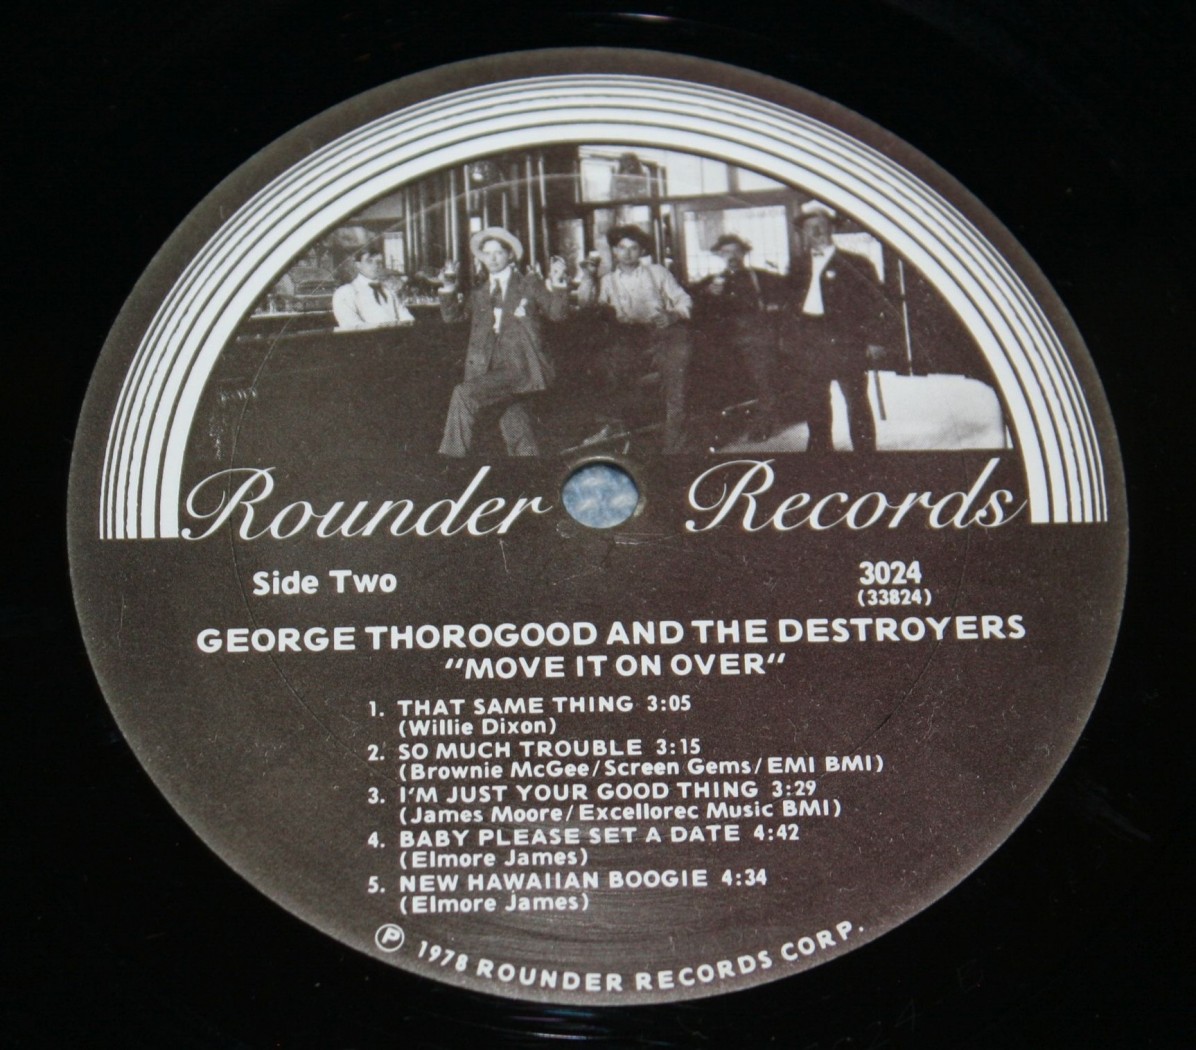 Rounder Records
Side Two
3024
(33824)
GEORGE THOROGOOD AND THE DESTROYERS
"MOVE IT ON OVER"
1. THAT SAME THING 3:05
(Willie Dixon)
2. SO MUCH TROUBLE 3:15
(Brownie McGee/Screen Gems/EMI BMI)
3. I'M JUST YOUR GOOD THING 3:29
(James Moore/Excellorec Music BMI)
4. BABY PLEASE SET A DATE 4:42
(Elmore James)
5. NEW HAWAIIAN BOOGIE 4:34
(Elmore James)
Ⓟ 1978 ROUNDER RECORDS CORP.